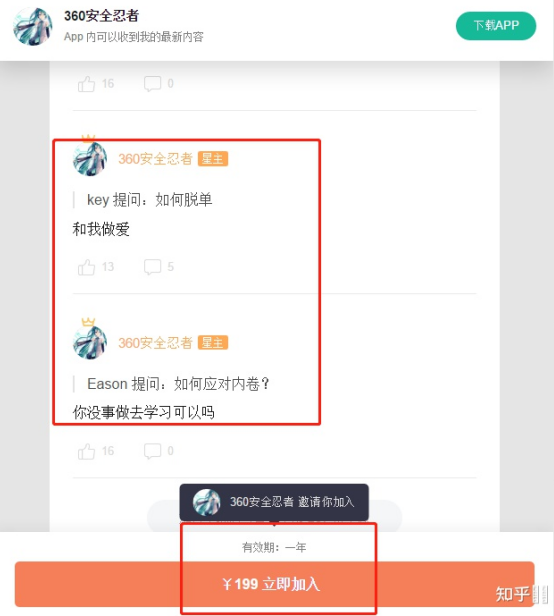 360安全忍者
App 内可以收到我的最新内容
下载APP
16
0
360安全忍者 星主
key 提问：如何脱单
和我做爱
13
5
360安全忍者 星主
Eason 提问：如何应对内卷？
你没事做去学习可以吗
16
0
360安全忍者 邀请你加入
有效期：一年
￥199 立即加入
知乎